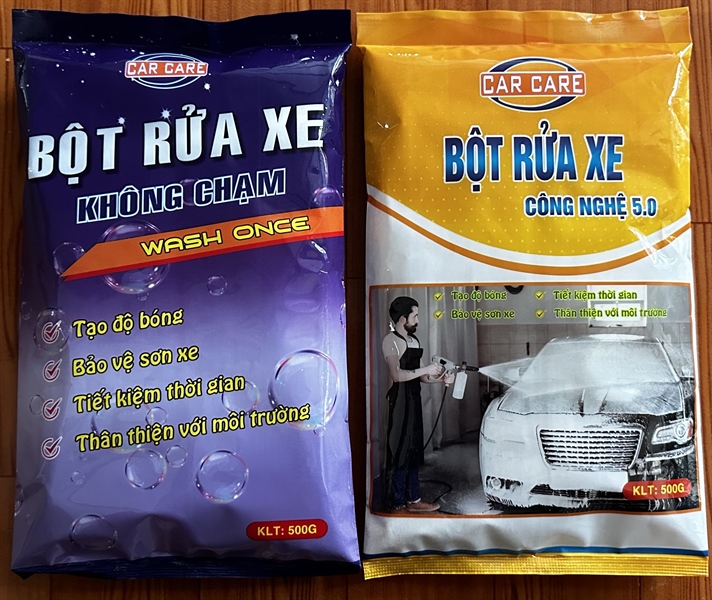 CAR CARE
BỘT RỬA XE
KHÔNG CHẠM
WASH ONCE
Tạo độ bóng
Bảo vệ sơn xe
Tiết kiệm thời gian
Thân thiện với môi trường
KLT: 500G
CAR CARE
BỘT RỬA XE
CÔNG NGHỆ 5.0
Tạo độ bóng
Tiết kiệm thời gian
Bảo vệ sơn xe
Thân thiện với môi trường
KLT: 500G